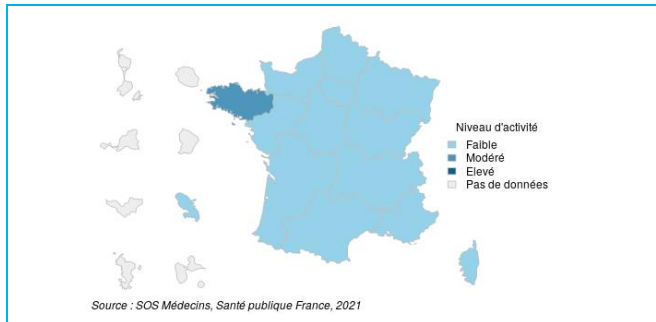 Niveau d'activité
Faible
Modéré
Elevé
Pas de données
Source : SOS Médecins, Santé publique France, 2021